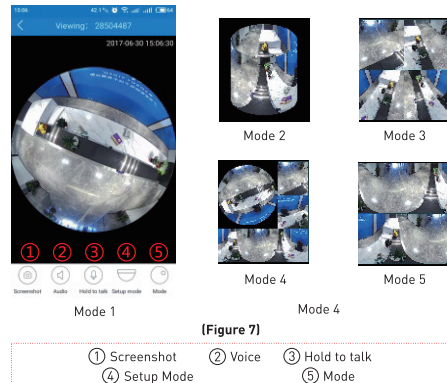 15:06 42.1% 64
Viewing: 28504487
2017-06-30 15:06:30
① ② ③ ④ ⑤
Screenshot Audio Hold to talk Setup mode Mode
Mode 1
Mode 2
Mode 3
Mode 4
Mode 5
Mode 4
(Figure 7)
① Screenshot ② Voice ③ Hold to talk
④ Setup Mode ⑤ Mode